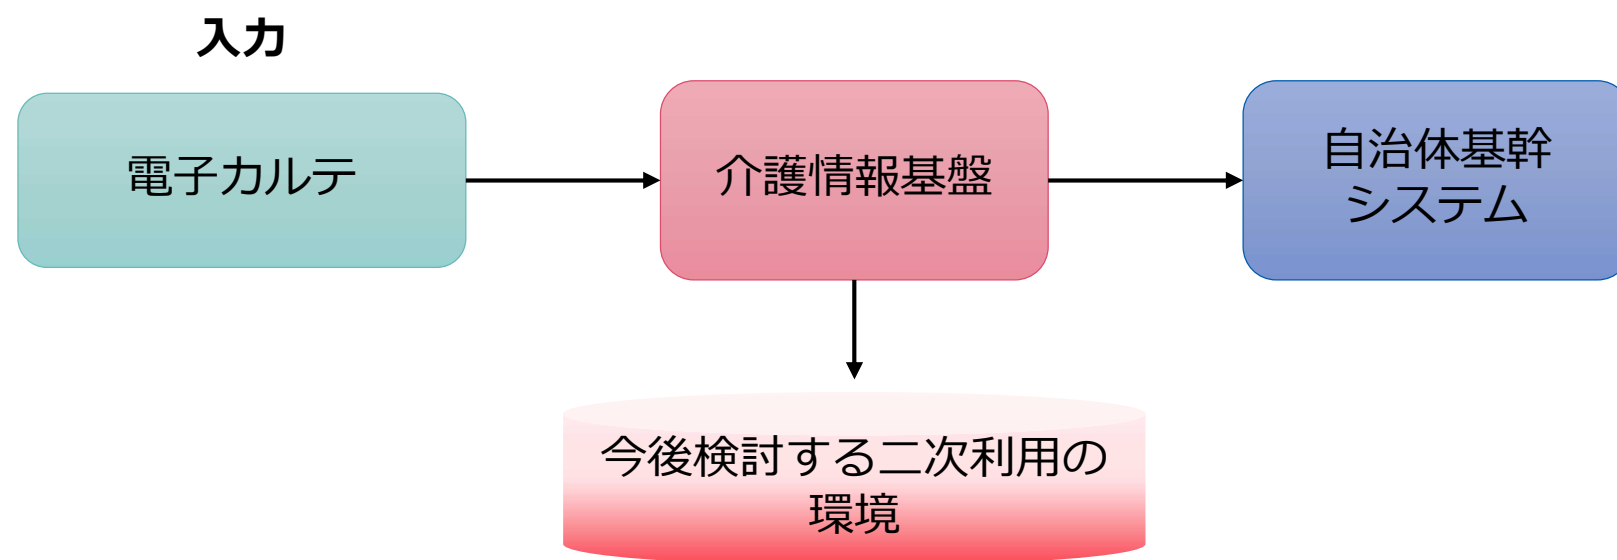 入力
電子カルテ
介護情報基盤
自治体基幹
システム
今後検討する二次利用の
環境